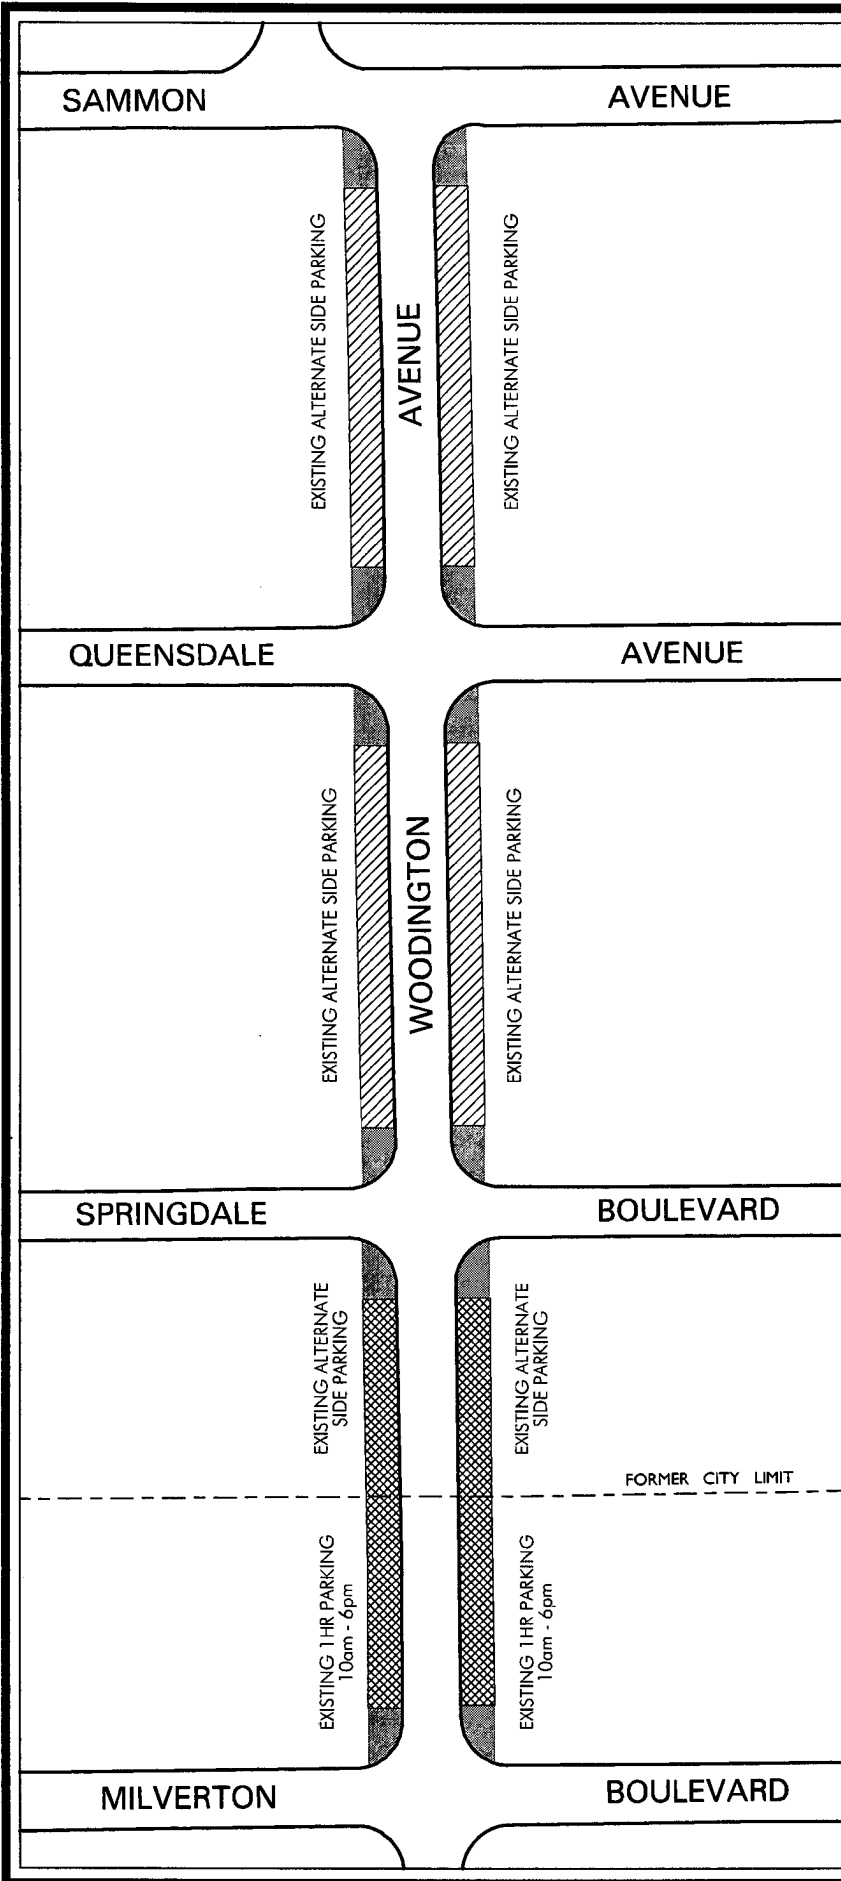 SAMMON AVENUE
EXISTING ALTERNATE SIDE PARKING
AVENUE
EXISTING ALTERNATE SIDE PARKING
QUEENSDALE AVENUE
EXISTING ALTERNATE SIDE PARKING
WOODINGTON
EXISTING ALTERNATE SIDE PARKING
SPRINGDALE BOULEVARD
EXISTING ALTERNATE
SIDE PARKING
EXISTING ALTERNATE
SIDE PARKING
FORMER CITY LIMIT
EXISTING 1HR PARKING
10am - 6pm
EXISTING 1HR PARKING
10am - 6pm
MILVERTON BOULEVARD